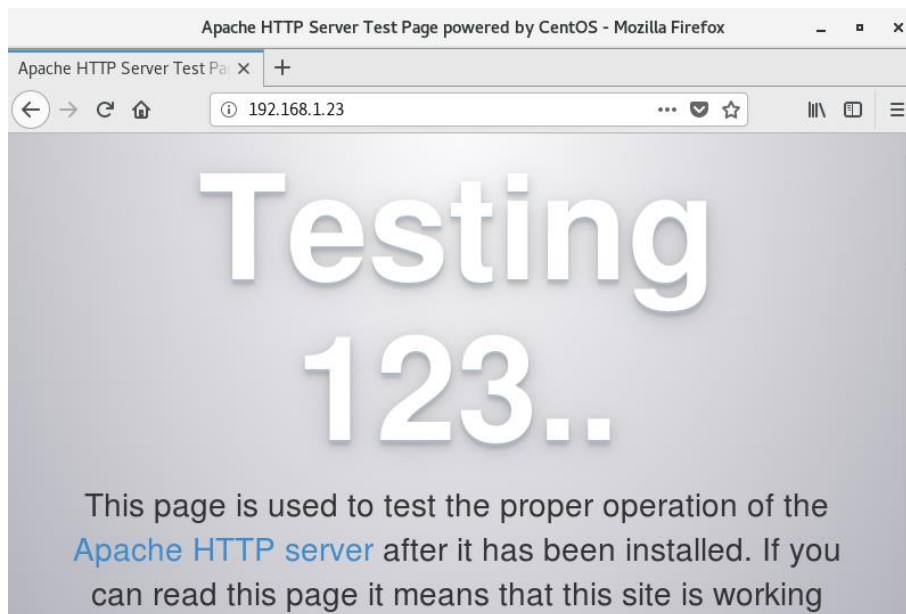 Apache HTTP Server Test Page powered by CentOS - Mozilla Firefox
Apache HTTP Server Test Pa
192.168.1.23
Testing
123..
This page is used to test the proper operation of the
Apache HTTP server after it has been installed. If you
can read this page it means that this site is working